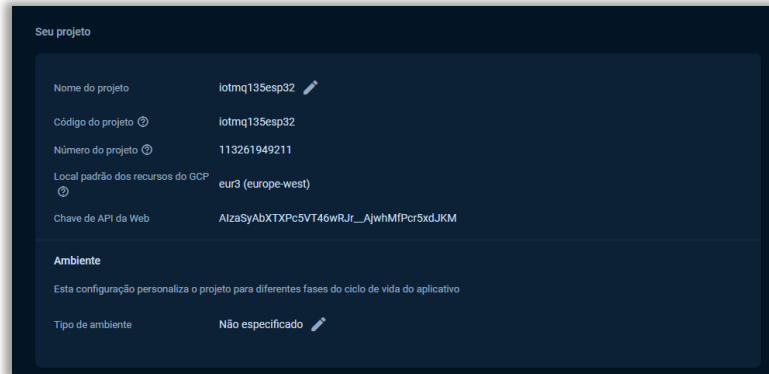 Seu projeto
Nome do projeto iotmq135esp32
Código do projeto iotmq135esp32
Número do projeto 113261949211
Local padrão dos recursos do GCP eur3 (europe-west)
Chave de API da Web AIzaSyAbXTXPc5VT46wRJr__AjwhMfPcr5xdJKM
Ambiente
Esta configuração personaliza o projeto para diferentes fases do ciclo de vida do aplicativo
Tipo de ambiente Não especificado